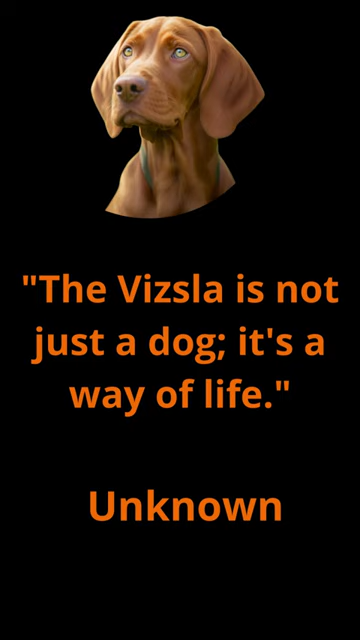 "The Vizsla is not
just a dog; it's a
way of life."
Unknown